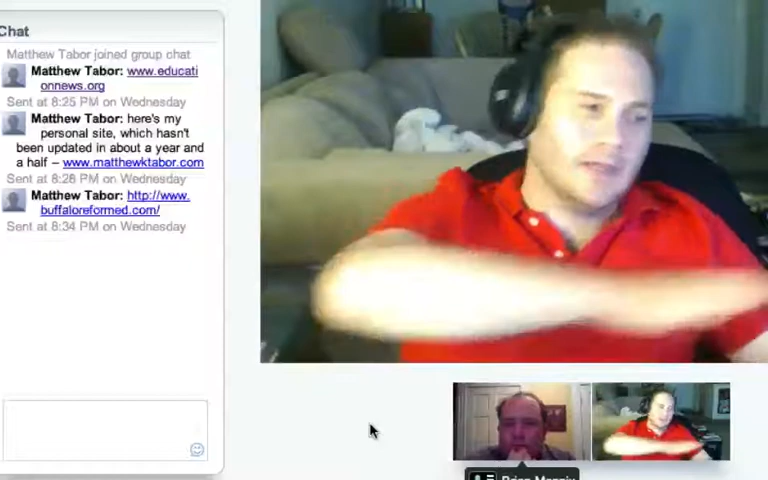 Chat
Matthew Tabor joined group chat
Matthew Tabor: www.educati
onnews.org
Sent at 8:25 PM on Wednesday
Matthew Tabor: here's my
personal site, which hasn't
been updated in about a year and
a half – www.matthewktabor.com
Sent at 8:28 PM on Wednesday
Matthew Tabor: http://www.
buffaloreformed.com/
Sent at 8:34 PM on Wednesday